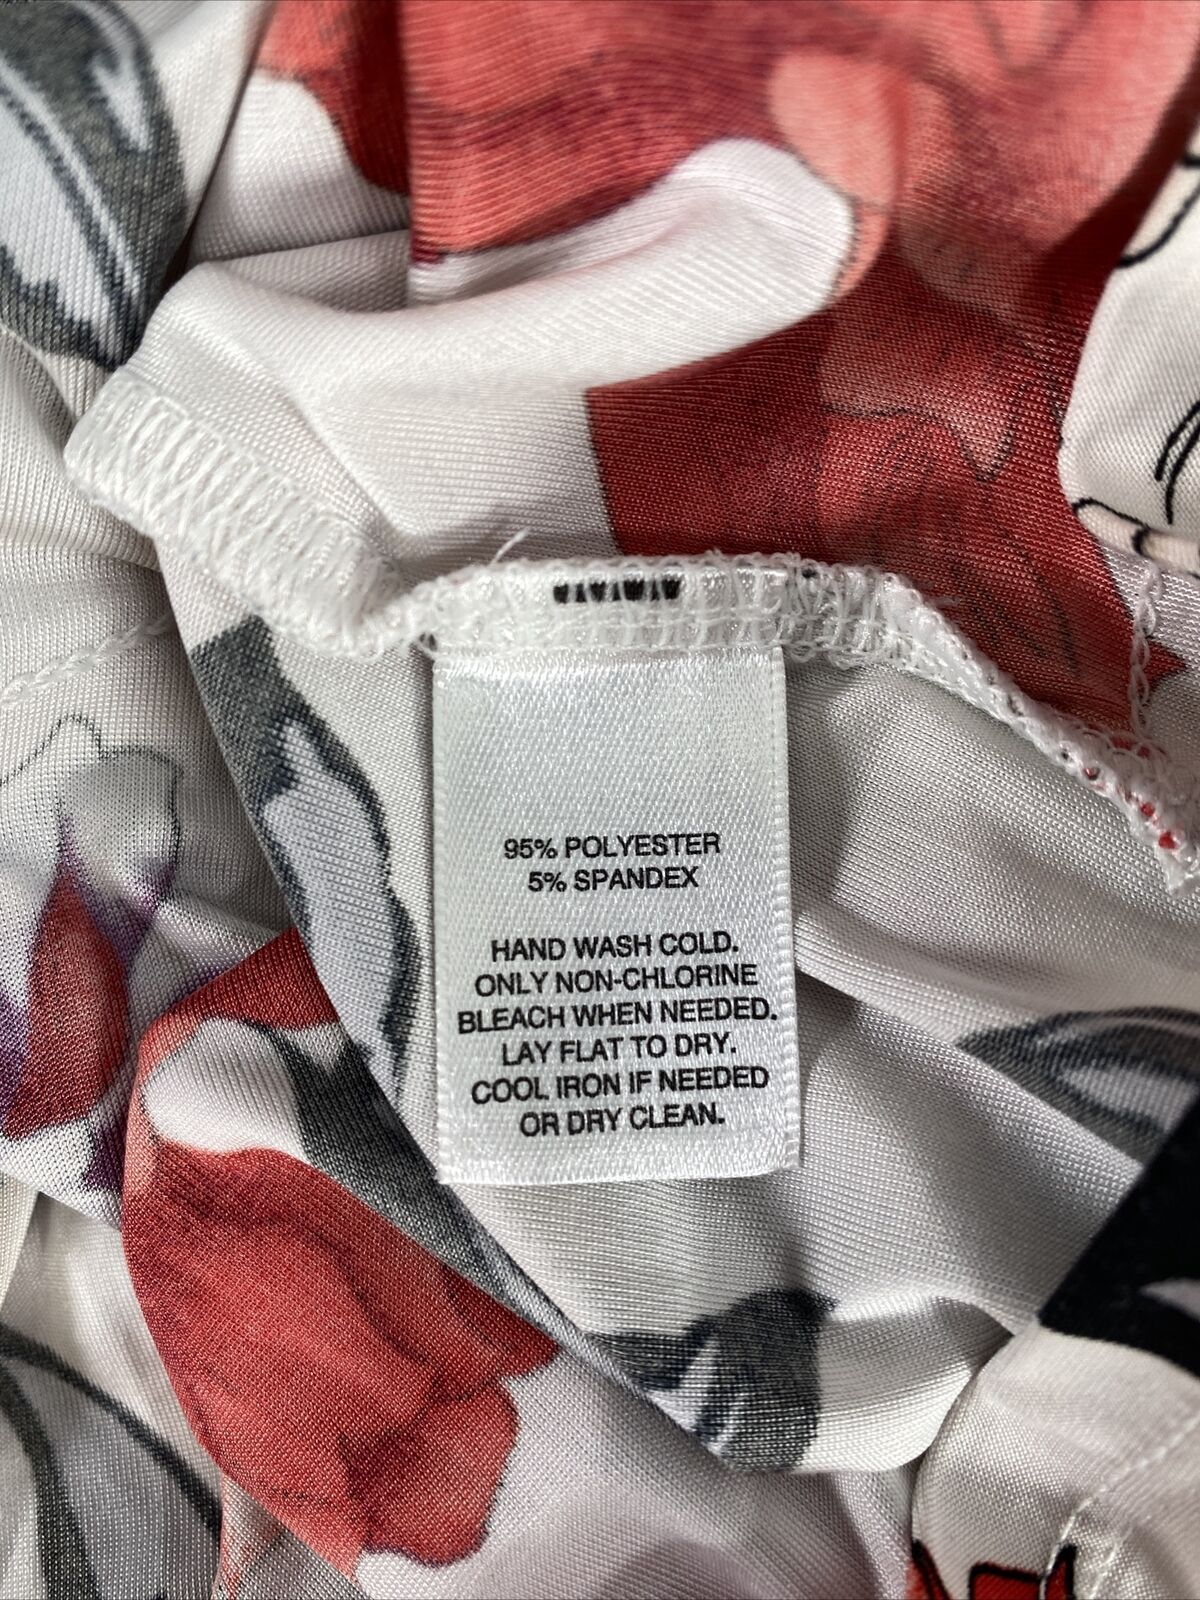 95% POLYESTER
5% SPANDEX
HAND WASH COLD.
ONLY NON-CHLORINE
BLEACH WHEN NEEDED.
LAY FLAT TO DRY.
COOL IRON IF NEEDED
OR DRY CLEAN.